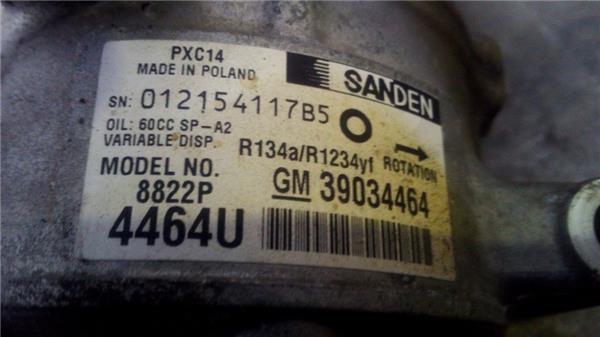 PXC14
MADE IN POLAND
SANDEN
SN: 012154117B5
OIL: 60CC SP-A2
VARIABLE DISP.
R134a/R1234yf ROTATION
MODEL NO.
8822P
GM 39034464
4464U